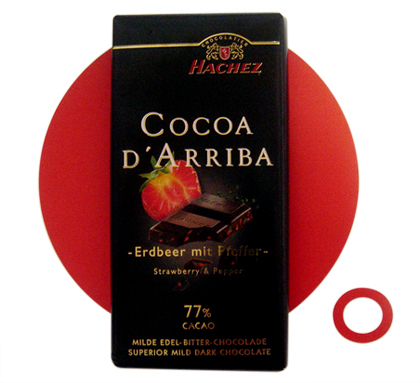 CHOCOLATIER
HACHEZ
COCOA
D´ARRIBA
-Erdbeer mit Pfeffer-
Strawberry & Pepper
77%
CACAO
MILDE EDEL-BITTER-CHOCOLADE
SUPERIOR MILD DARK CHOCOLATE